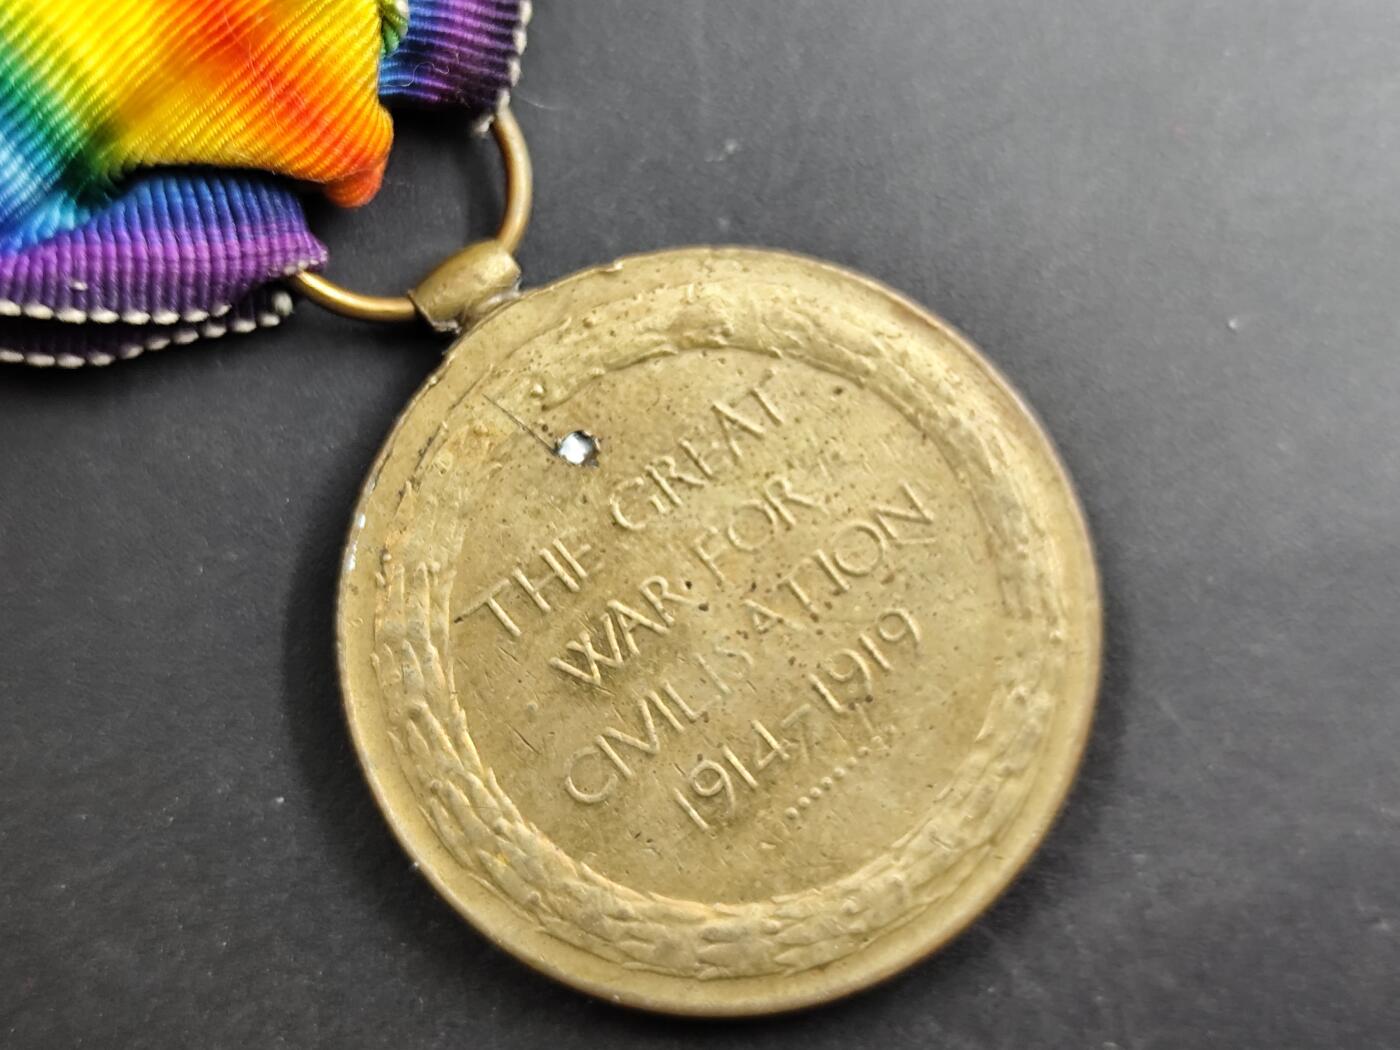 THE GREAT
WAR FOR
CIVILISATION
1914-1919